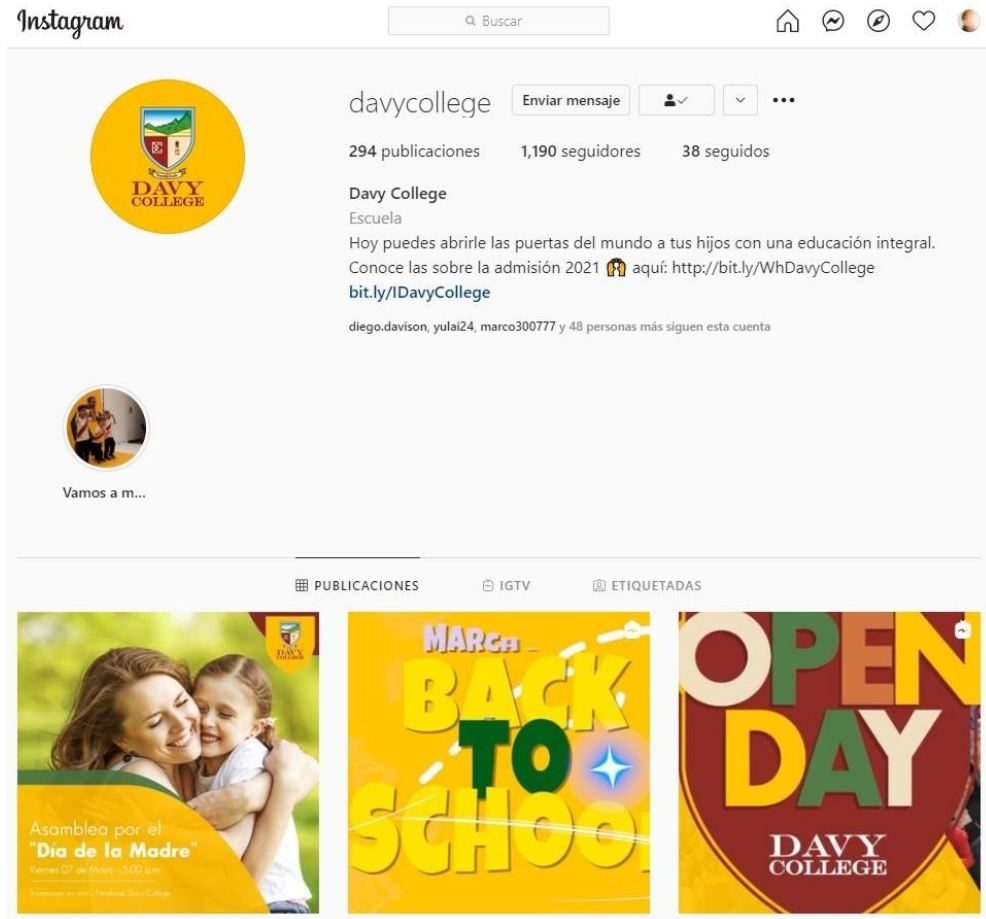 Instagram
Buscar
DAVY
COLLEGE
davycollege
Enviar mensaje
294 publicaciones 1,190 seguidores 38 seguidos
Davy College
Escuela
Hoy puedes abrirle las puertas del mundo a tus hijos con una educación integral.
Conoce las sobre la admisión 2021 🙌 aquí: http://bit.ly/WhDavyCollege
bit.ly/IDavyCollege
diego.davison, yulai24, marco300777 y 48 personas más siguen esta cuenta
Vamos a m...
PUBLICACIONES IGTV ETIQUETADAS
DAVY
COLLEGE
Asamblea por el
"Día de la Madre"
Viernes 07 de Mayo - 5:00 p.m.
Facebook Davy College
MARCH
BACK
TO
SCHOO
OPEN
DAY
DAVY
COLLEGE